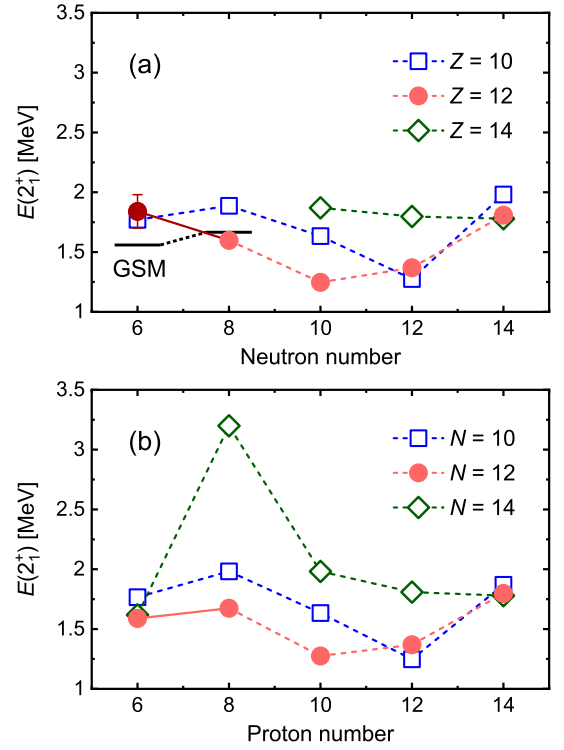 3.5
3
2.5
2
1.5
1
E(2₁⁺) [MeV]
(a)
Z = 10
Z = 12
Z = 14
GSM
6 8 10 12 14
Neutron number
3.5
3
2.5
2
1.5
1
E(2₁⁺) [MeV]
(b)
N = 10
N = 12
N = 14
6 8 10 12 14
Proton number